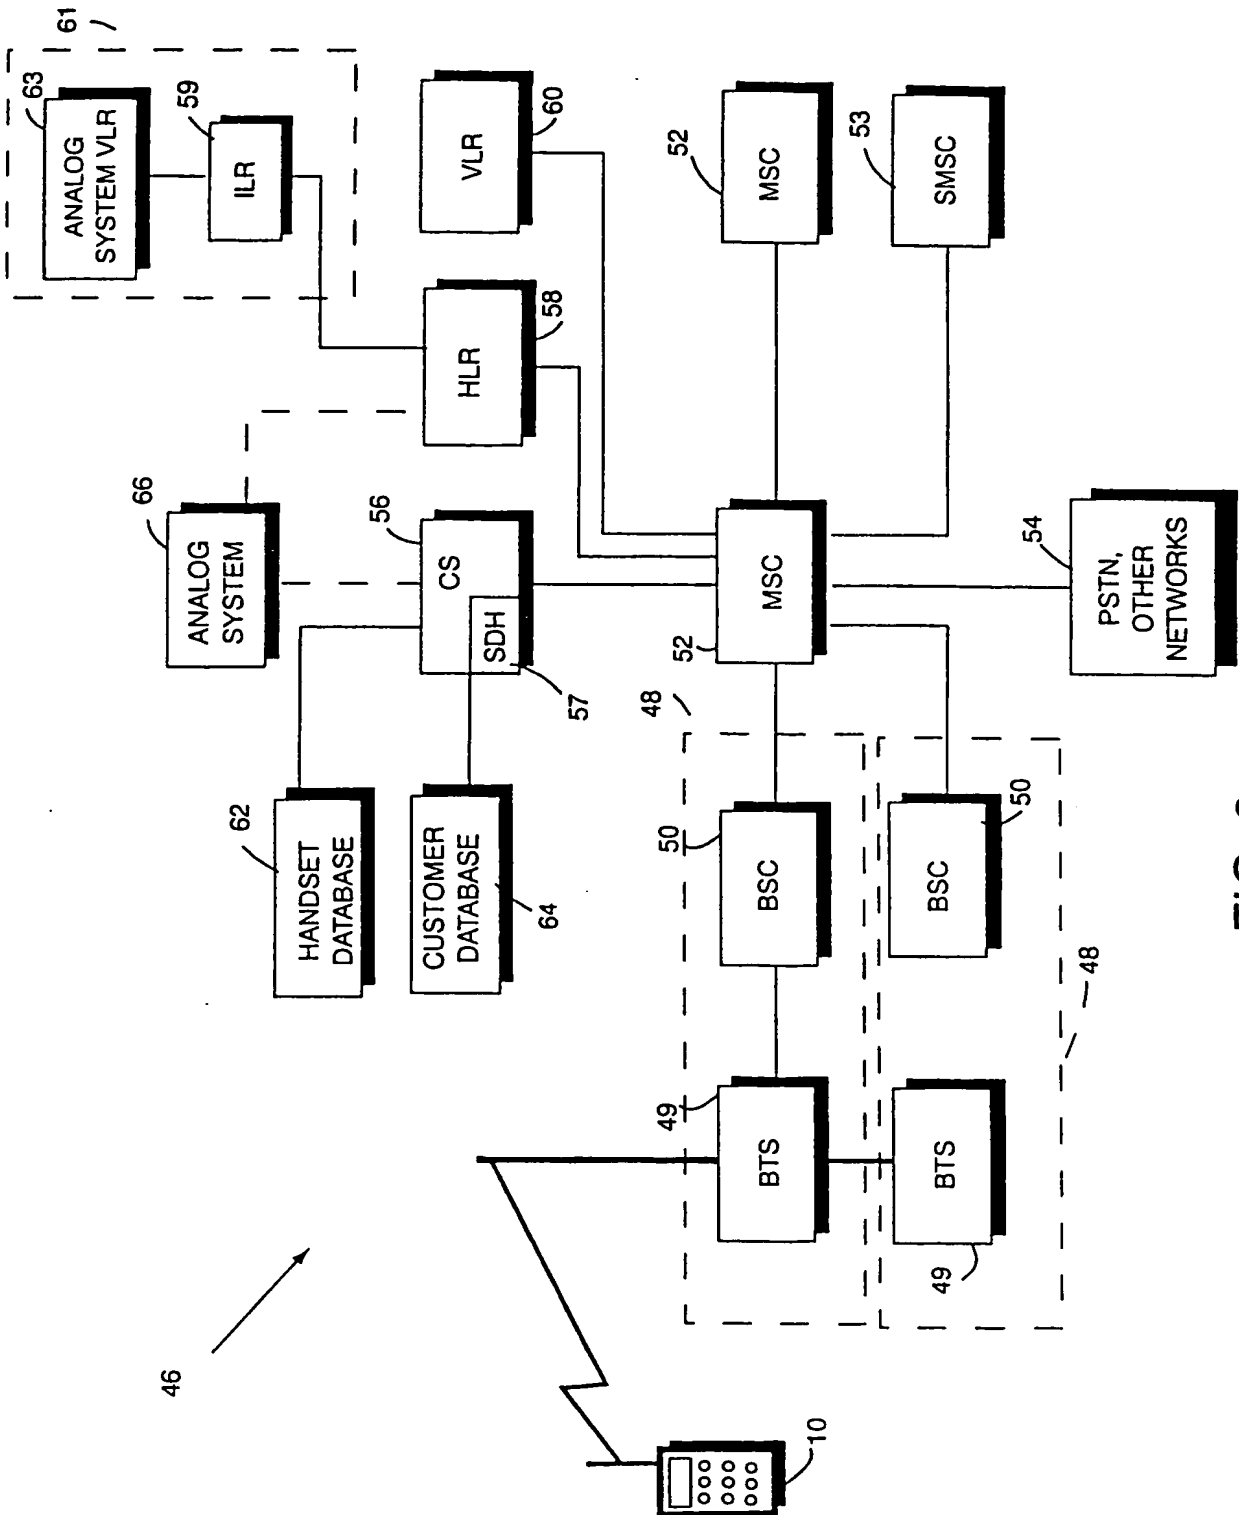 46
66
61
63
ANALOG
SYSTEM VLR
59
ILR
ANALOG
SYSTEM
62
HANDSET
DATABASE
56
CS
SDH
57
HLR
58
VLR
60
CUSTOMER
DATABASE
64
48
52
MSC
52
MSC
50
BSC
49
BTS
10
53
SMSC
50
BSC
BTS
49
48
54
PSTN,
OTHER
NETWORKS
FIG.